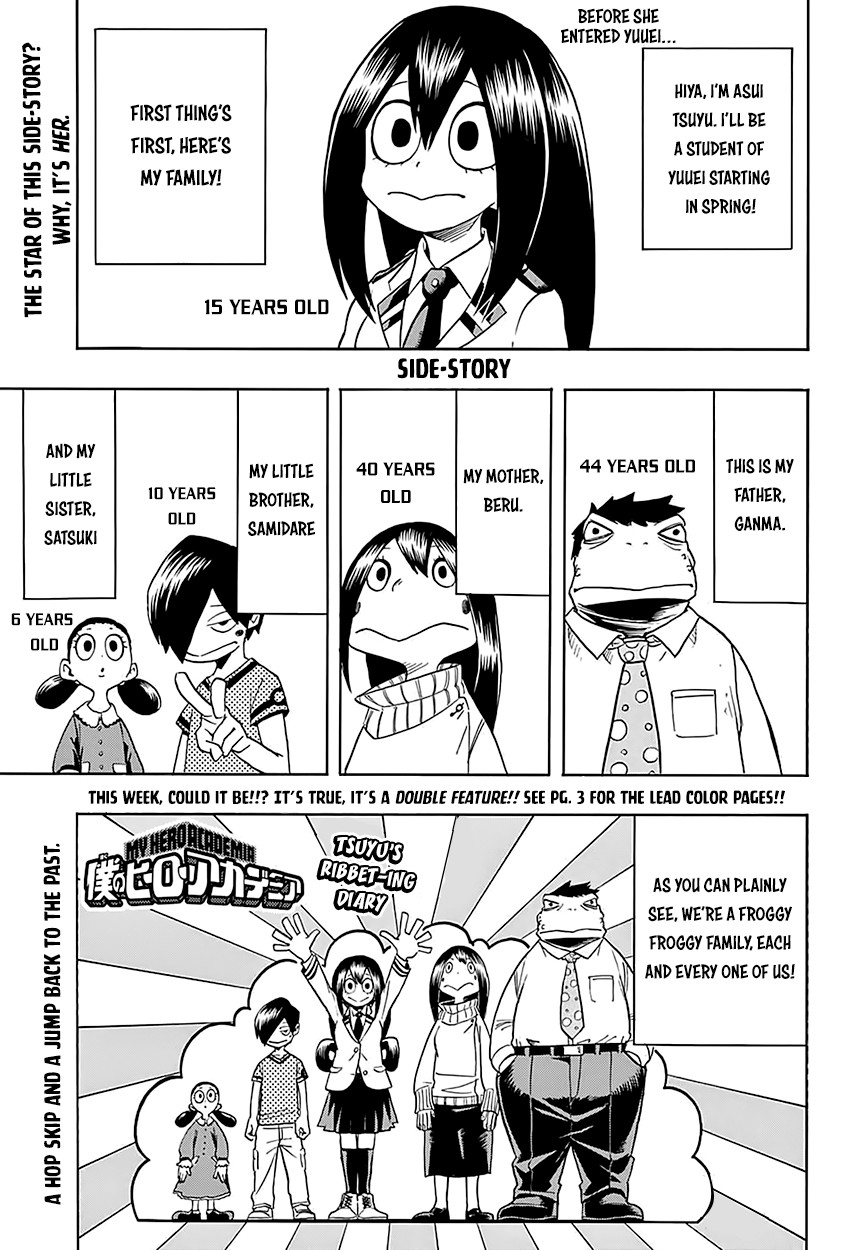 BEFORE SHE
ENTERED YUUEI...
HIYA, I'M ASUI
TSUYU. I'LL BE
A STUDENT OF
YUUEI STARTING
IN SPRING!
FIRST THING'S
FIRST, HERE'S
MY FAMILY!
15 YEARS OLD
THE STAR OF THIS SIDE-STORY?
WHY, IT'S HER.
SIDE-STORY
THIS IS MY
FATHER,
GANMA.
44 YEARS OLD
MY MOTHER,
BERU.
40 YEARS
OLD
MY LITTLE
BROTHER,
SAMIDARE
10 YEARS
OLD
AND MY
LITTLE
SISTER,
SATSUKI
6 YEARS
OLD
THIS WEEK, COULD IT BE!!? IT'S TRUE, IT'S A DOUBLE FEATURE!! SEE PG. 3 FOR THE LEAD COLOR PAGES!!
A HOP SKIP AND A JUMP BACK TO THE PAST.
MY HERO ACADEMIA
僕のヒーローアカデミア
TSUYU'S
RIBBET-ING
DIARY
AS YOU CAN PLAINLY
SEE, WE'RE A FROGGY
FROGGY FAMILY, EACH
AND EVERY ONE OF US!